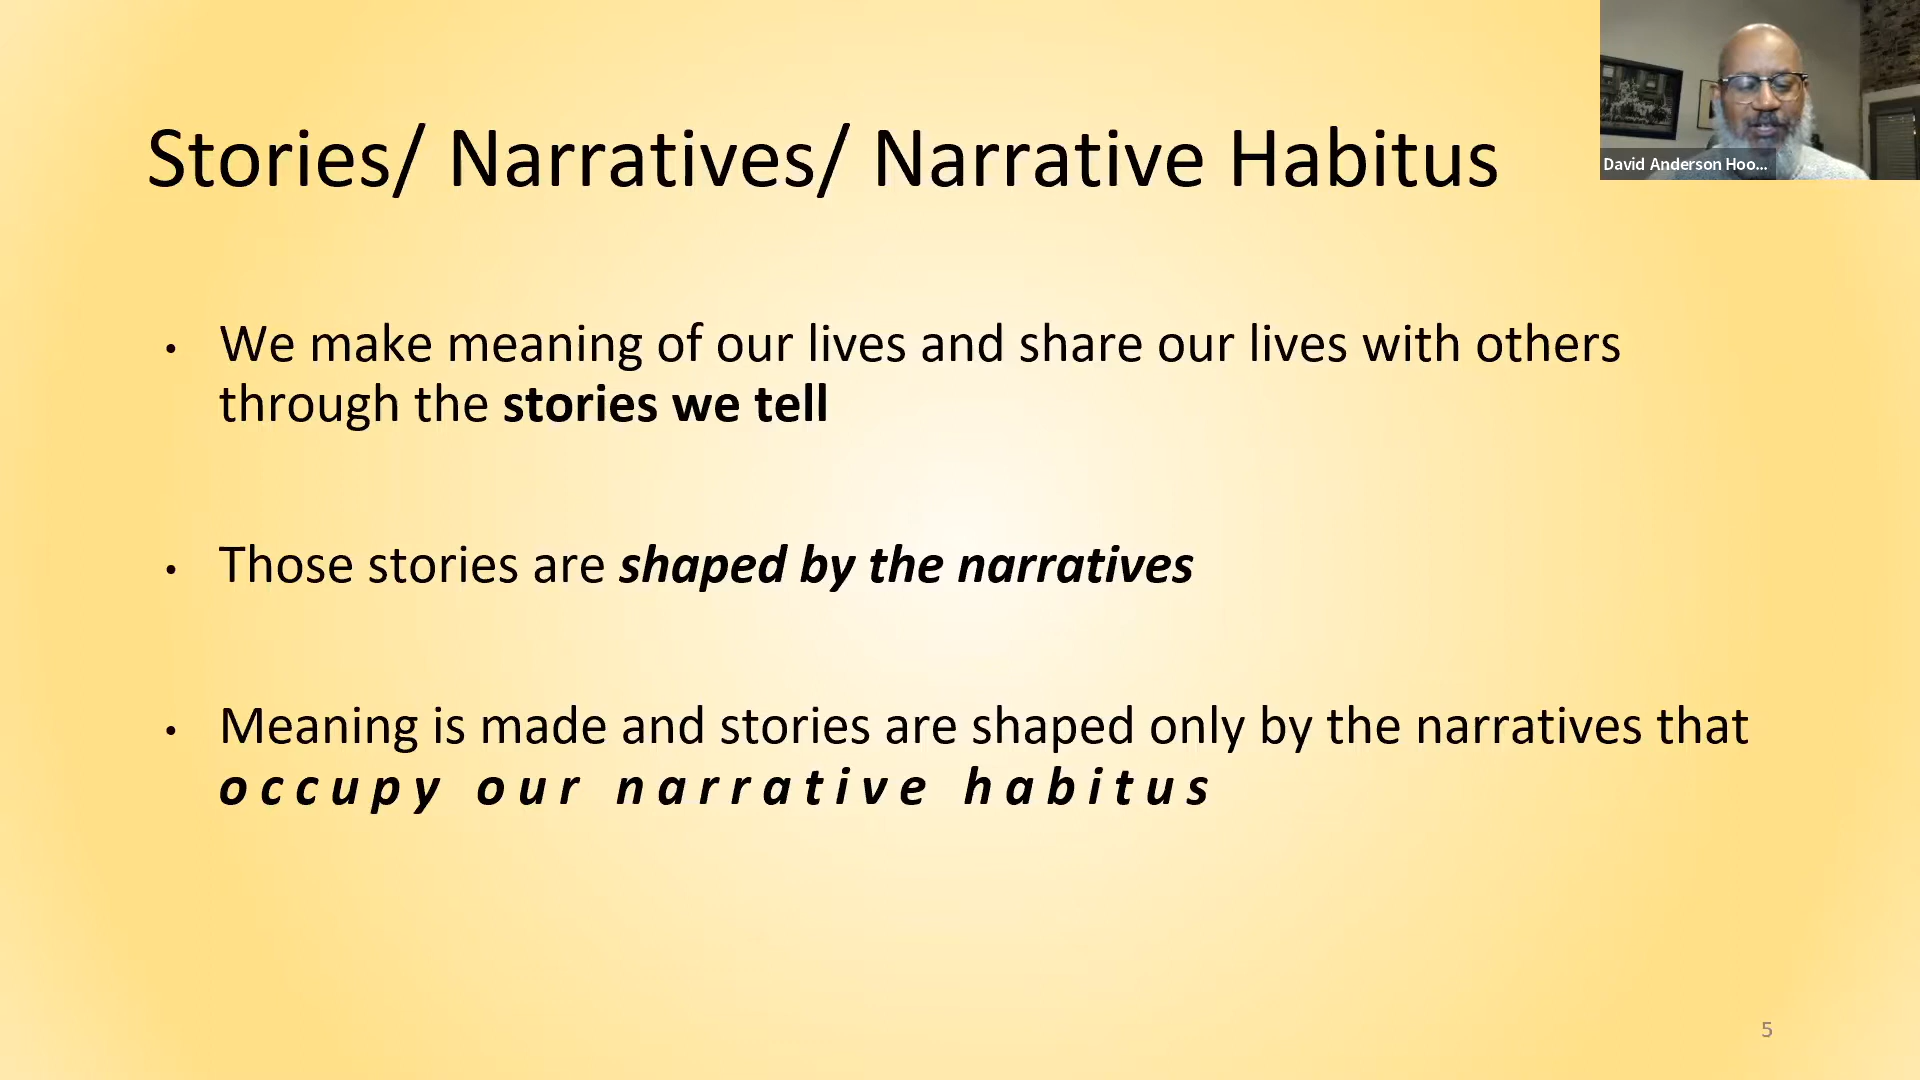 David Anderson Hoo...
Stories/ Narratives/ Narrative Habitus
• We make meaning of our lives and share our lives with others
through the stories we tell
• Those stories are shaped by the narratives
• Meaning is made and stories are shaped only by the narratives that
occupy our narrative habitus
5